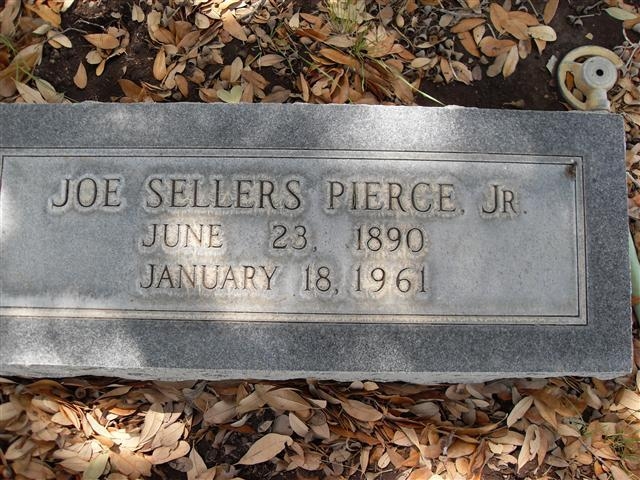 JOE SELLERS PIERCE, JR.
JUNE 23, 1890
JANUARY 18, 1961